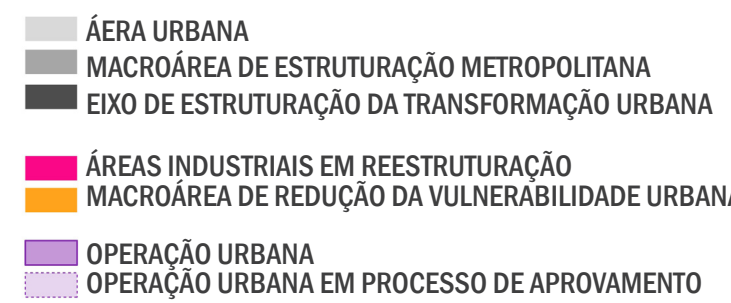 ÁERA URBANA
MACROÁREA DE ESTRUTURAÇÃO METROPOLITANA
EIXO DE ESTRUTURAÇÃO DA TRANSFORMAÇÃO URBANA
ÁREAS INDUSTRIAIS EM REESTRUTURAÇÃO
MACROÁREA DE REDUÇÃO DA VULNERABILIDADE URBANA
OPERAÇÃO URBANA
OPERAÇÃO URBANA EM PROCESSO DE APROVAMENTO